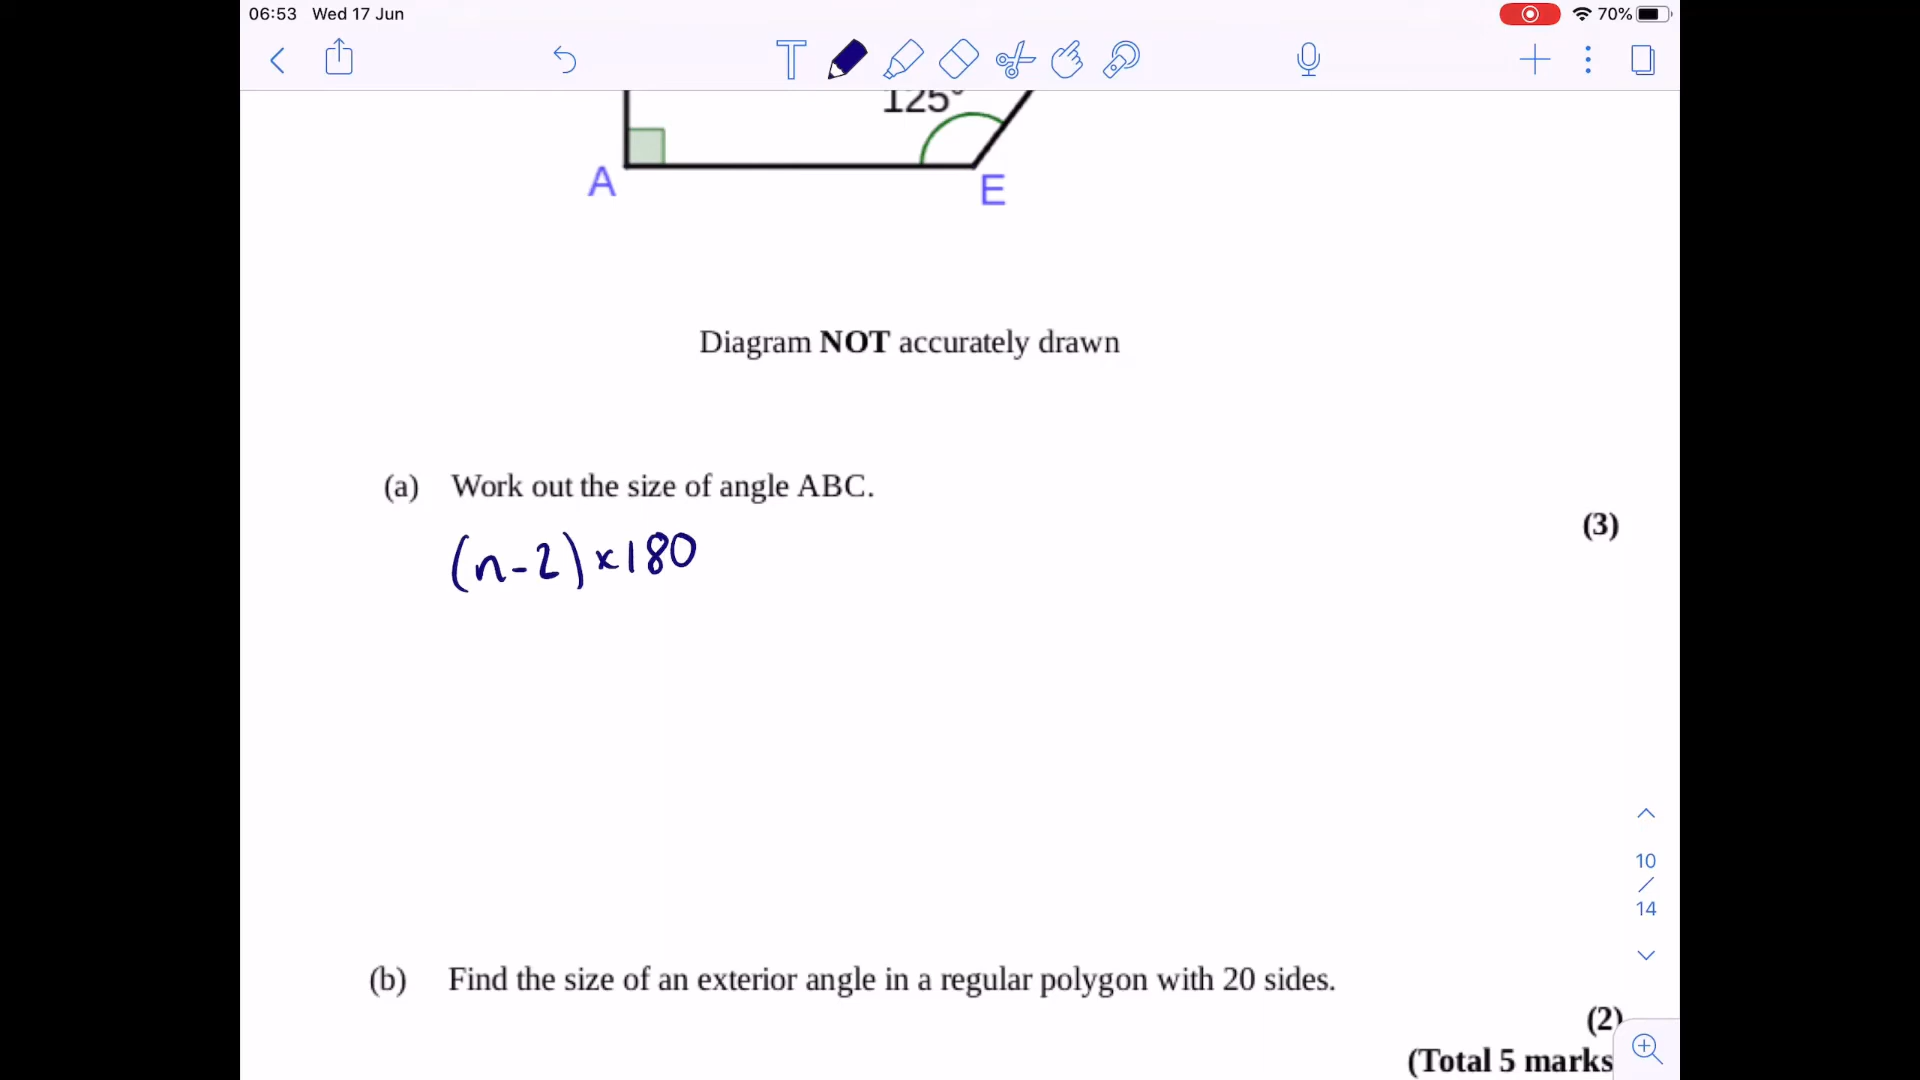 06:53 Wed 17 Jun 70%
T
125°
A
E
Diagram NOT accurately drawn
(a) Work out the size of angle ABC.
(3)
(n-2)×180
10
/
14
(b) Find the size of an exterior angle in a regular polygon with 20 sides.
(2)
(Total 5 marks